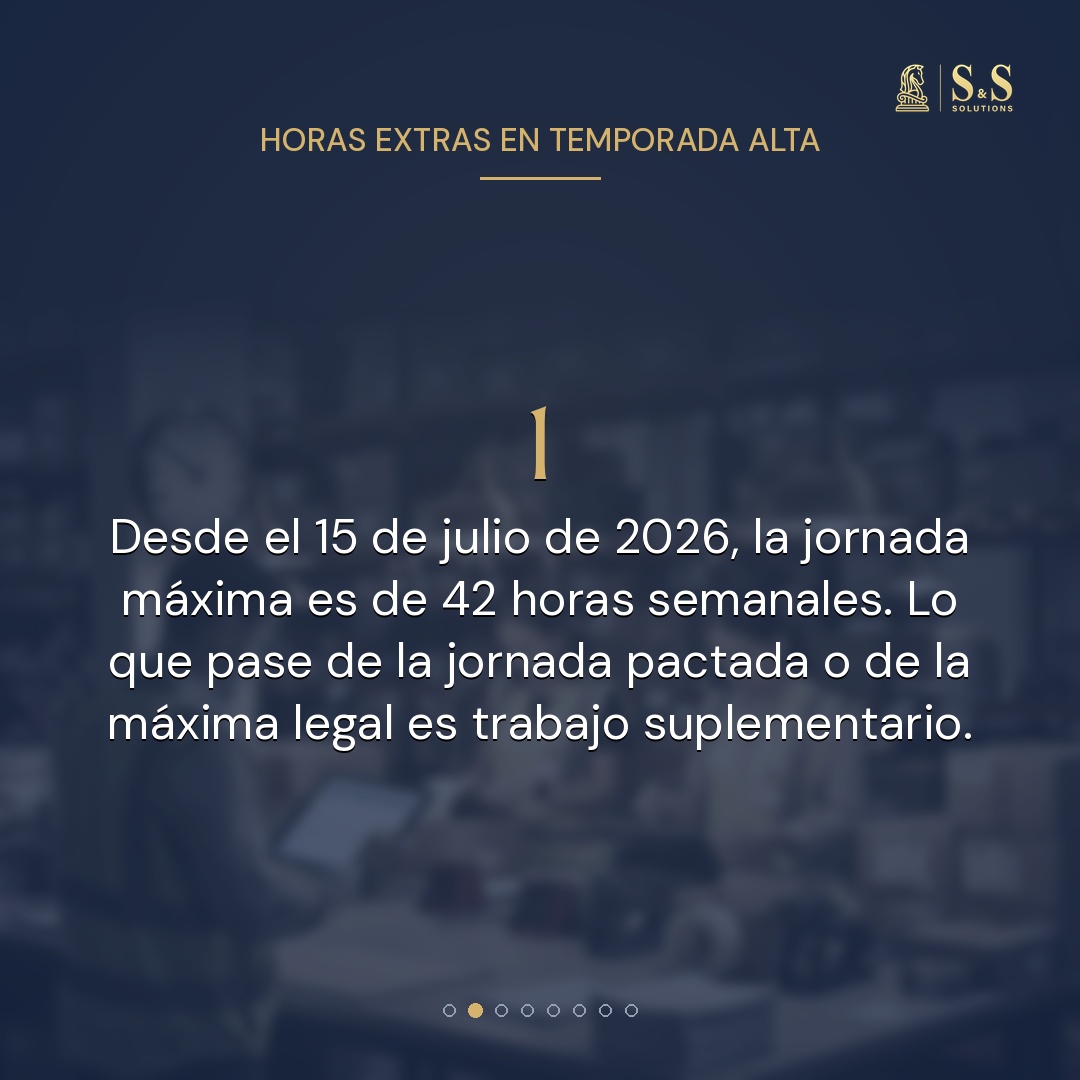 S&S
SOLUTIONS
HORAS EXTRAS EN TEMPORADA ALTA
1
Desde el 15 de julio de 2026, la jornada
máxima es de 42 horas semanales. Lo
que pase de la jornada pactada o de la
máxima legal es trabajo suplementario.